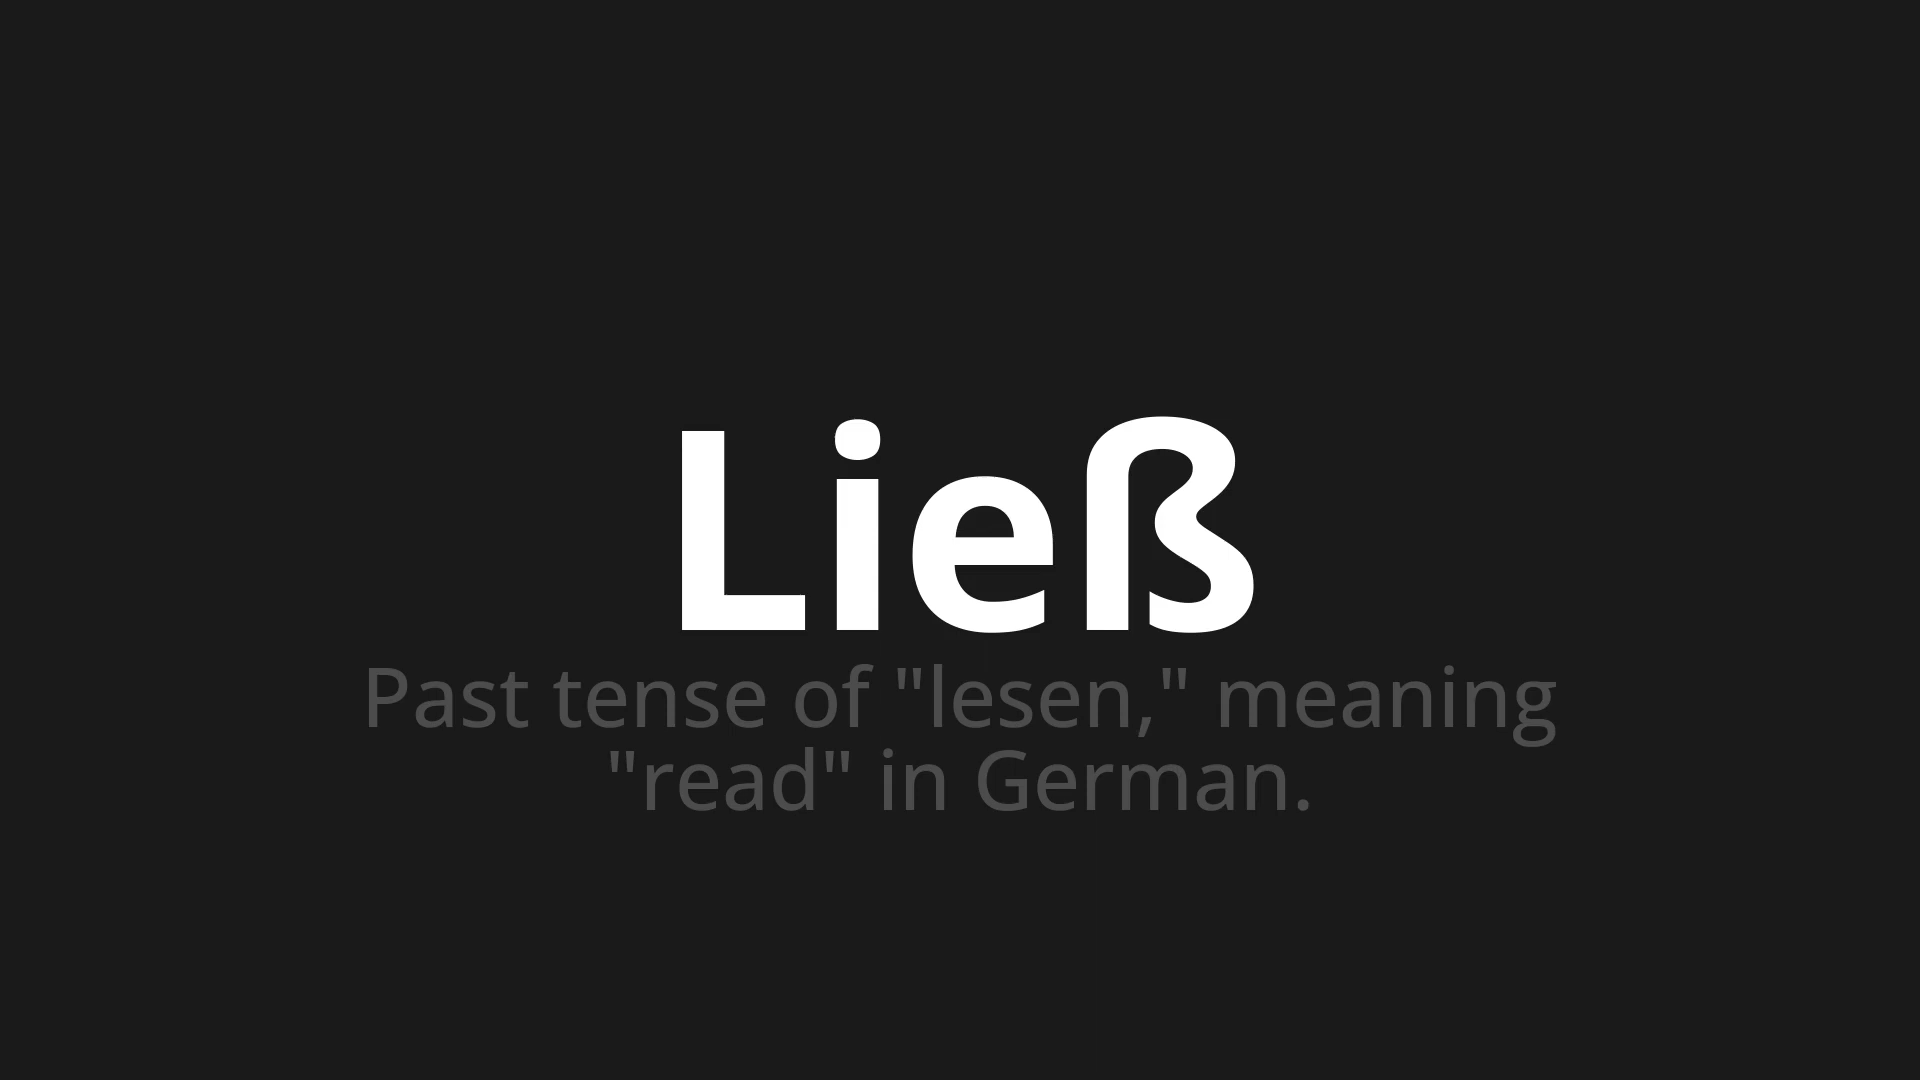 Ließ
Past tense of "lesen," meaning
"read" in German.